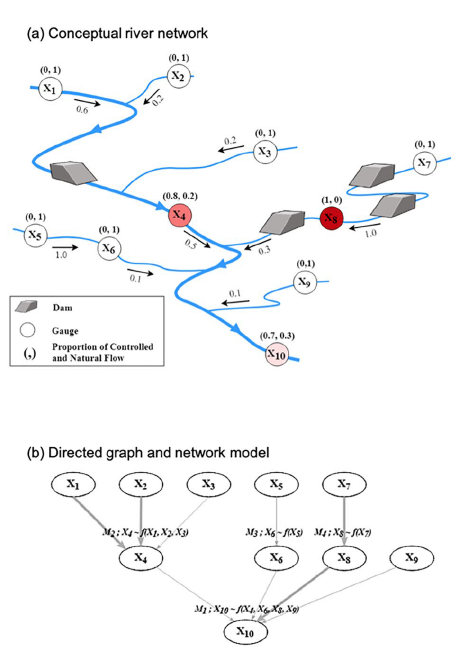 (a) Conceptual river network
(0, 1)
X1
(0, 1)
X2
0.6
0.2
0.2
(0, 1)
X3
(0, 1)
X7
(0.8, 0.2)
X4
(1, 0)
X8
1.0
0.5
0.3
(0, 1)
X5
1.0
(0, 1)
X6
0.1
(0,1)
X9
0.1
(0.7, 0.3)
X10
Dam
Gauge
(,) Proportion of Controlled
and Natural Flow
(b) Directed graph and network model
X1 X2 X3 X5 X7
M2 ; X4 ~ f(X1, X2, X3) M3 ; X6 ~ f(X5) M4 ; X8 ~ f(X7)
X4 X6 X8 X9
M1 ; X10 ~ f(X4, X6, X8, X9)
X10